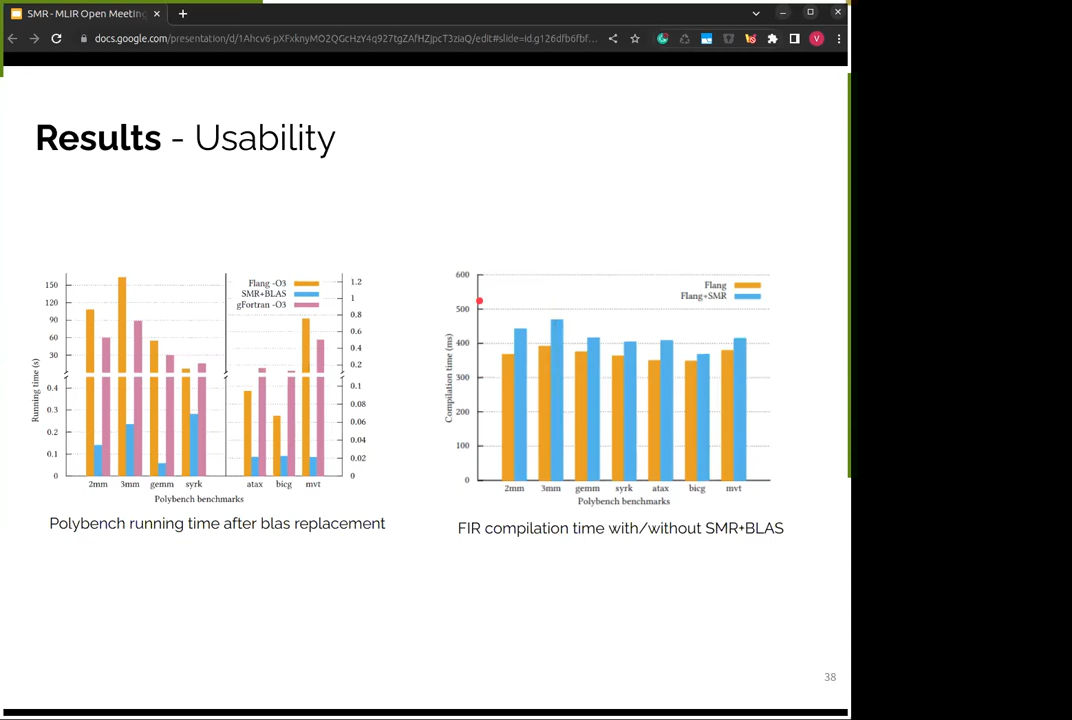 SMR - MLIR Open Meeting
docs.google.com/presentation/d/1Ahcv6-pXFxknyMO2QGcHzY4q927tgZAfHZjpcT3ziaQ/edit#slide=id.g126dfb6fbf...
V
Results - Usability
Flang -O3
SMR+BLAS
gFortran -O3
150
120
90
60
30
0.4
0.3
0.2
0.1
0
1.2
1
0.8
0.6
0.4
0.2
0.1
0.08
0.06
0.04
0.02
0
Running time (s)
2mm 3mm gemm syrk atax bicg mvt
Polybench benchmarks
Polybench running time after blas replacement
Flang
Flang+SMR
600
500
400
300
200
100
0
Compilation time (ms)
2mm 3mm gemm syrk atax bicg mvt
Polybench benchmarks
FIR compilation time with/without SMR+BLAS
38